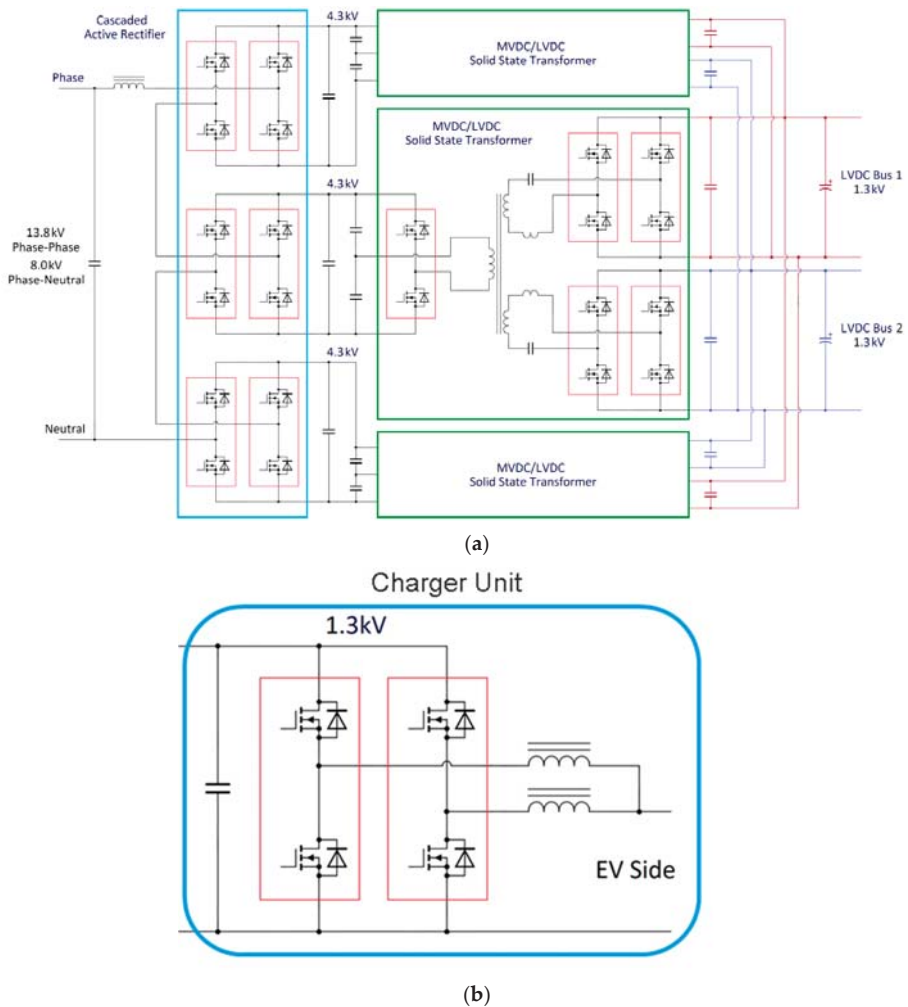 Cascaded
Active Rectifier
4.3kV
MVDC/LVDC
Solid State Transformer
Phase
MVDC/LVDC
Solid State Transformer
4.3kV
LVDC Bus 1
1.3kV
13.8kV
Phase-Phase
8.0kV
Phase-Neutral
LVDC Bus 2
1.3kV
4.3kV
Neutral
MVDC/LVDC
Solid State Transformer
(a)
Charger Unit
1.3kV
EV Side
(b)